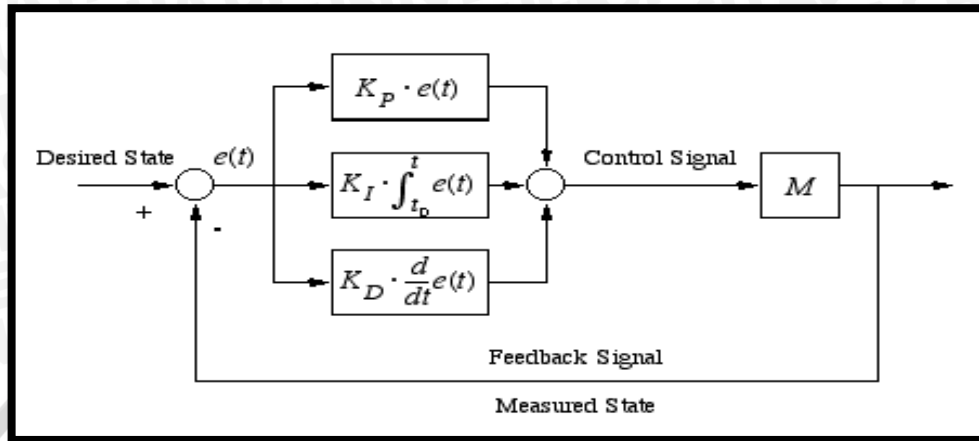 K_P · e(t)
Desired State
e(t)
K_I · ∫_{t_0}^{t} e(t)
Control Signal
M
+
-
K_D · d/dt e(t)
Feedback Signal
Measured State